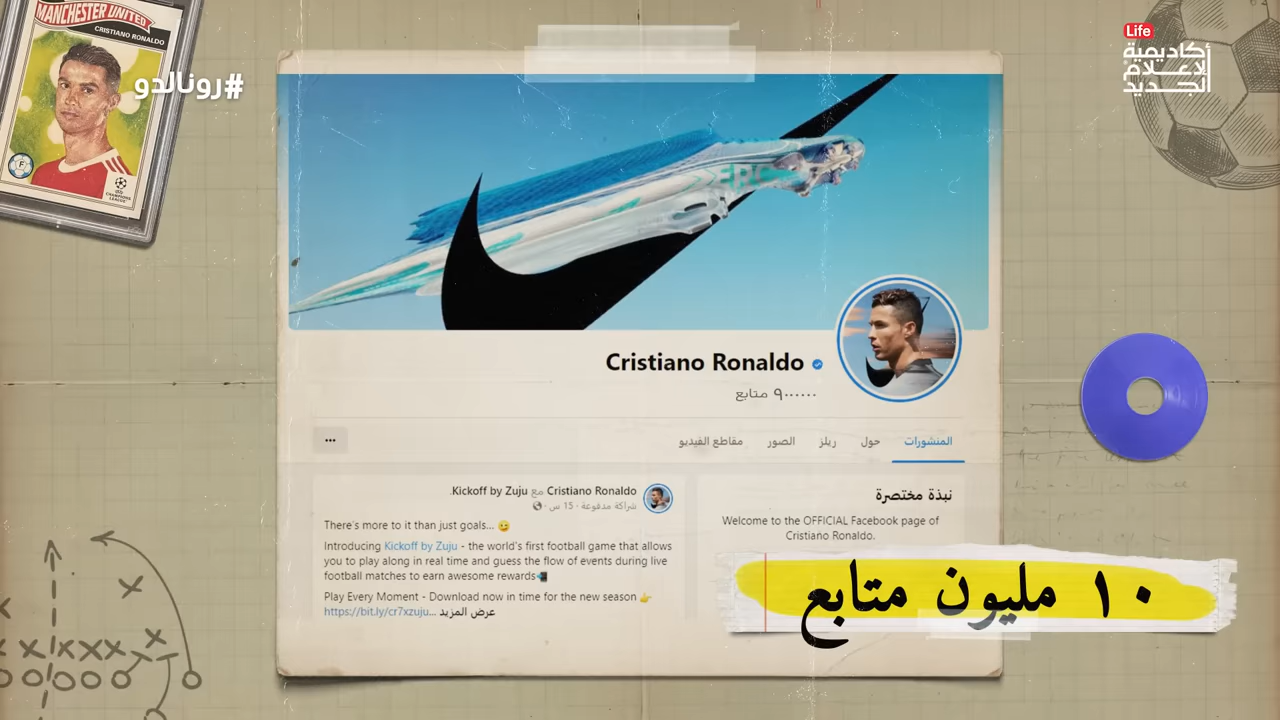 MANCHESTER UNITED
CRISTIANO RONALDO
#رونالدو
Life
أكاديمية
الإعلام
الجديد
Cristiano Ronaldo
٩٠٠٠٠٠٠ متابع
المنشورات
حول
ريلز
الصور
مقاطع الفيديو
Cristiano Ronaldo مع Kickoff by Zuju.
شراكة مدفوعة · 15 س ·
There's more to it than just goals... 😉
Introducing Kickoff by Zuju - the world's first football game that allows
you to play along in real time and guess the flow of events during live
football matches to earn awesome rewards📲
Play Every Moment - Download now in time for the new season 👉
https://bit.ly/cr7xzuju... عرض المزيد
نبذة مختصرة
Welcome to the OFFICIAL Facebook page of
Cristiano Ronaldo.
١٠ مليون متابع